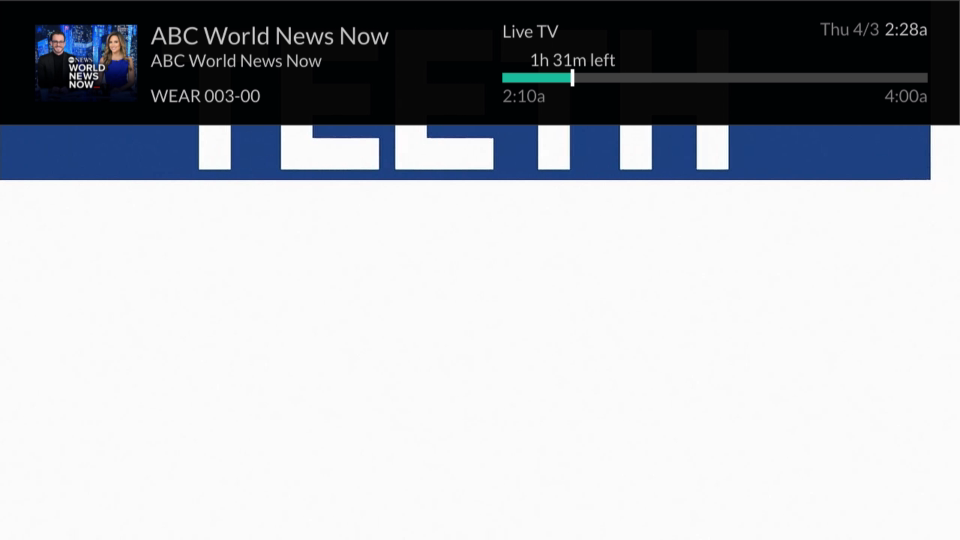 ABC World News Now
ABC World News Now
WEAR 003-00
Live TV
1h 31m left
2:10a
4:00a
Thu 4/3 2:28a
abc NEWS
WORLD
NEWS
NOW
TEETH